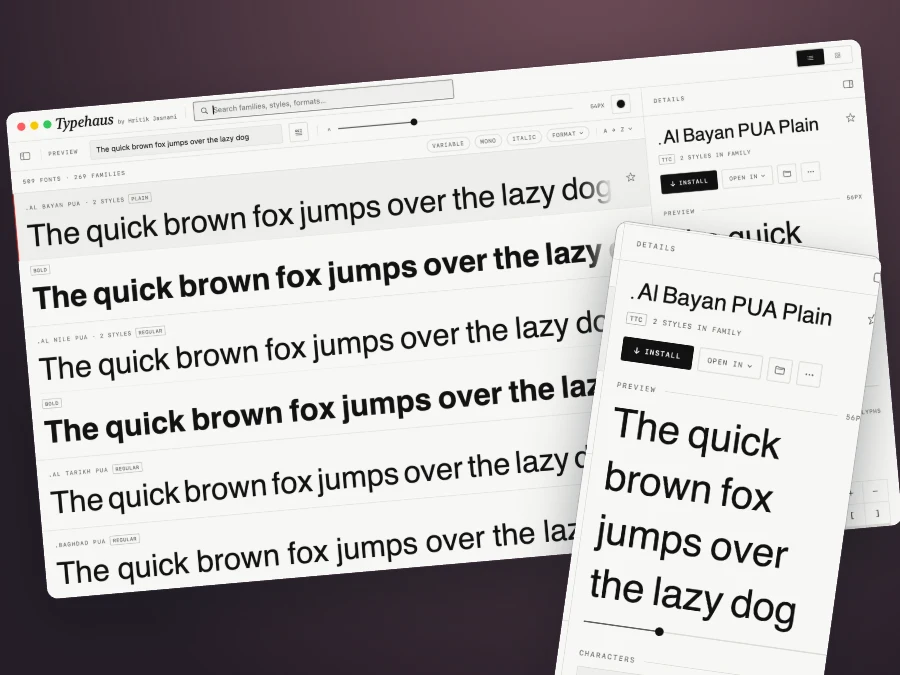 Typehaus by Hritik Jasnani
Search families, styles, formats...
PREVIEW
The quick brown fox jumps over the lazy dog
A
64PX
509 FONTS · 269 FAMILIES
VARIABLE
MONO
ITALIC
FORMAT
A → Z
.AL BAYAN PUA · 2 STYLES PLAIN
The quick brown fox jumps over the lazy dog
BOLD
The quick brown fox jumps over the lazy
.AL NILE PUA · 2 STYLES REGULAR
The quick brown fox jumps over the lazy do
BOLD
The quick brown fox jumps over the laz
.AL TARIKH PUA REGULAR
The quick brown fox jumps over the lazy d
.BAGHDAD PUA REGULAR
The quick brown fox jumps over the laz
DETAILS
.Al Bayan PUA Plain
TTC 2 STYLES IN FAMILY
INSTALL
OPEN IN
...
PREVIEW
56PX
quick
LYPHS
[ ]
DETAILS
.Al Bayan PUA Plain
TTC 2 STYLES IN FAMILY
INSTALL
OPEN IN
...
PREVIEW
56P
The quick
brown fox
jumps over
the lazy dog
CHARACTERS